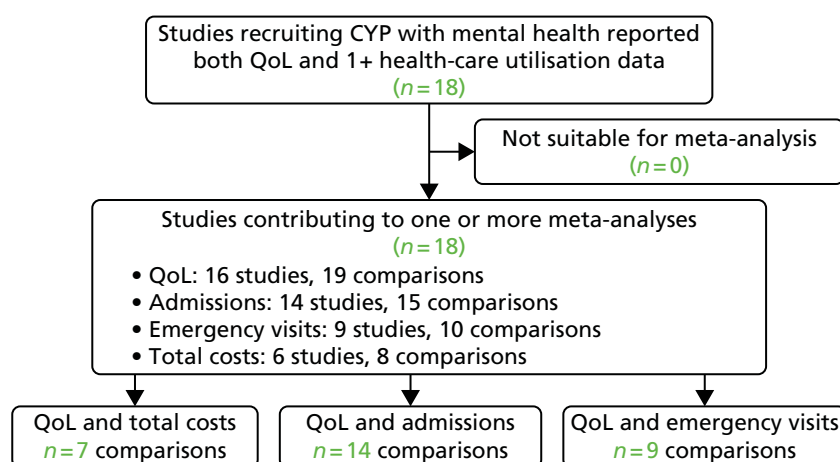 Studies recruiting CYP with mental health reported
both QoL and 1+ health-care utilisation data
(n=18)
Not suitable for meta-analysis
(n=0)
Studies contributing to one or more meta-analyses
(n=18)
• QoL: 16 studies, 19 comparisons
• Admissions: 14 studies, 15 comparisons
• Emergency visits: 9 studies, 10 comparisons
• Total costs: 6 studies, 8 comparisons
QoL and total costs
n=7 comparisons
QoL and admissions
n=14 comparisons
QoL and emergency visits
n=9 comparisons